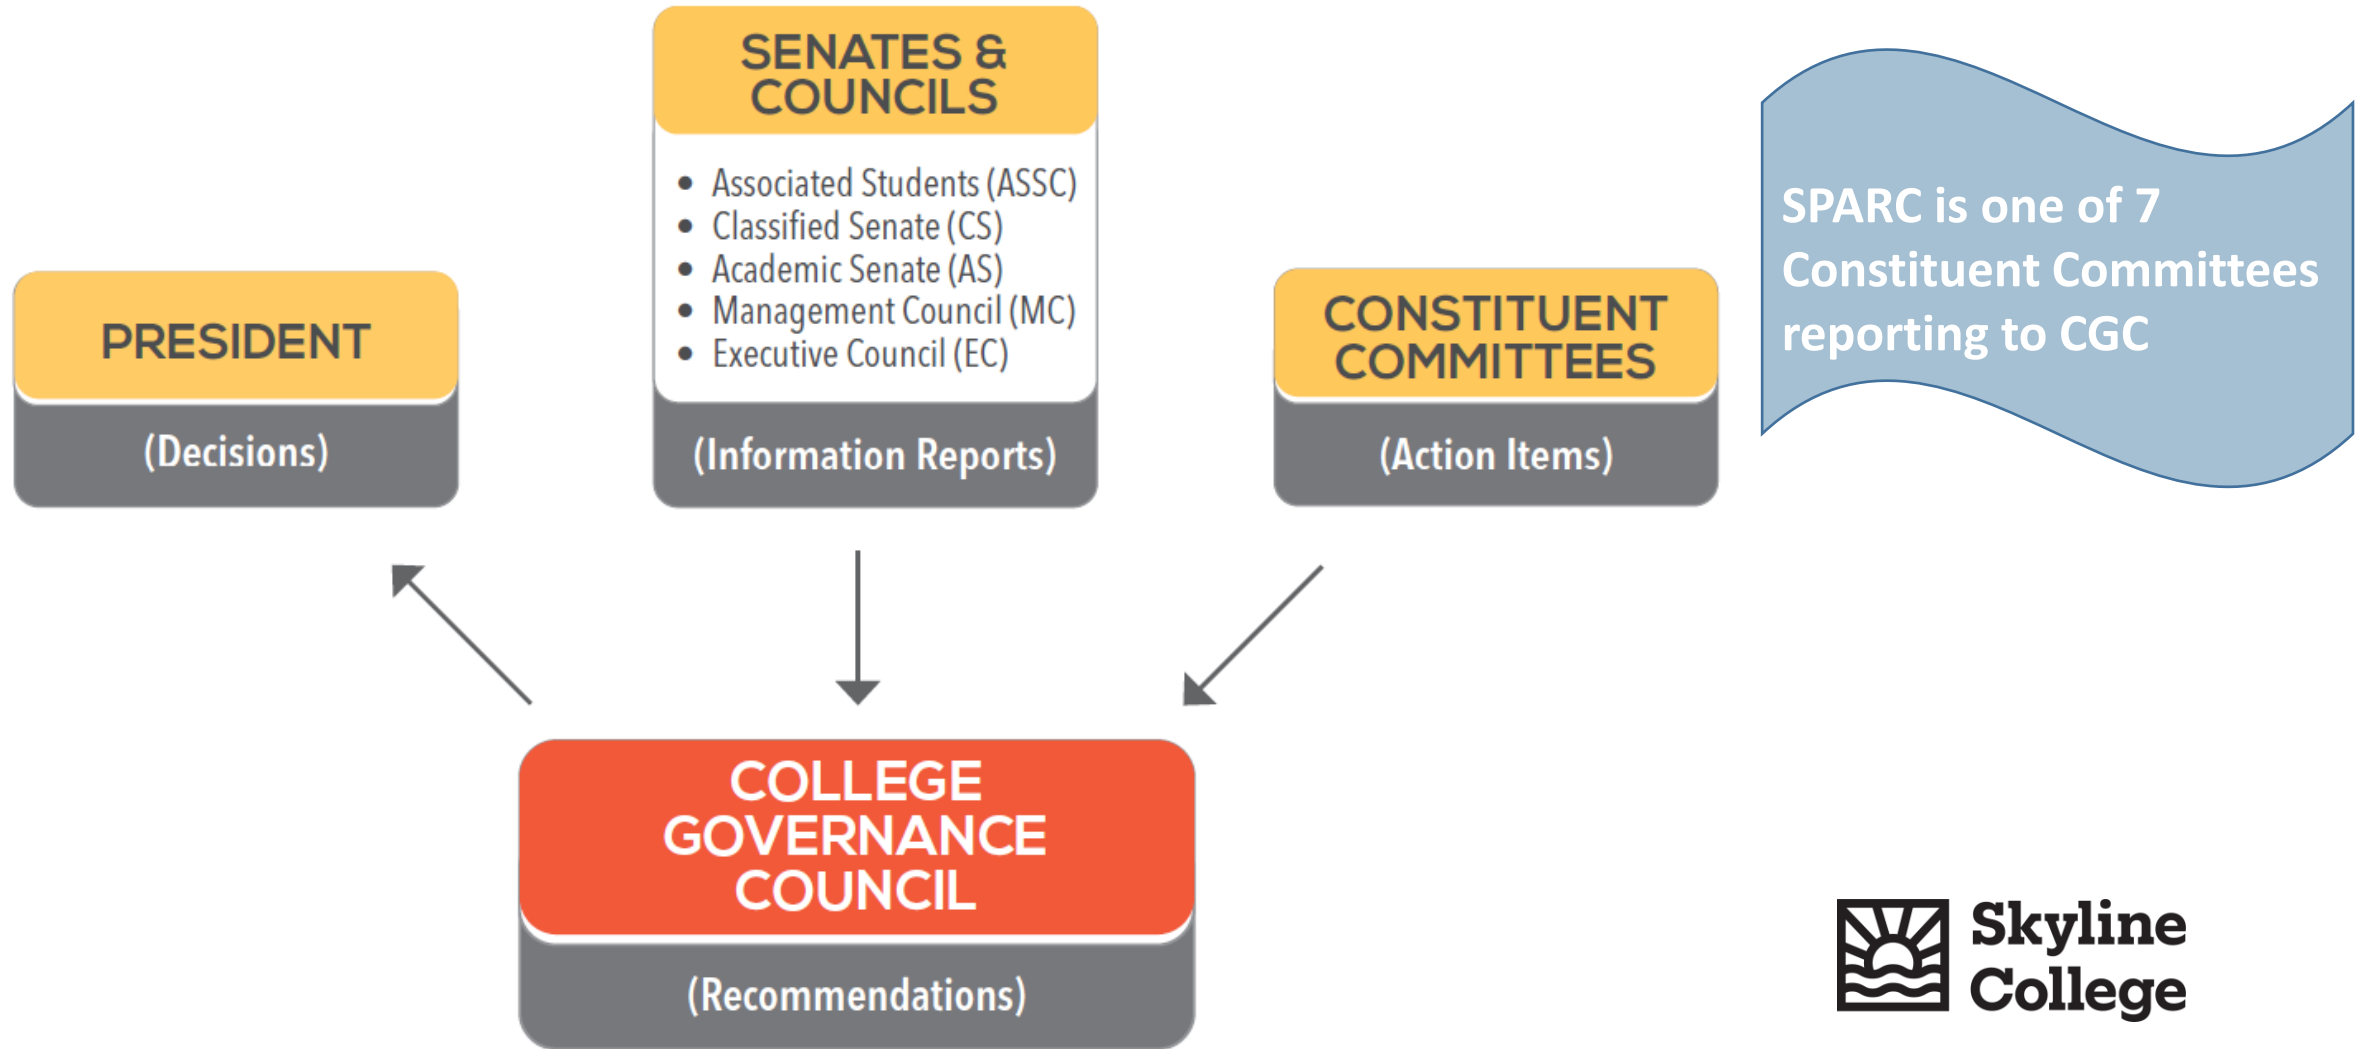 SENATES &
COUNCILS
• Associated Students (ASSC)
• Classified Senate (CS)
• Academic Senate (AS)
• Management Council (MC)
• Executive Council (EC)
(Information Reports)
PRESIDENT
(Decisions)
CONSTITUENT
COMMITTEES
(Action Items)
SPARC is one of 7
Constituent Committees
reporting to CGC
COLLEGE
GOVERNANCE
COUNCIL
(Recommendations)
Skyline
College